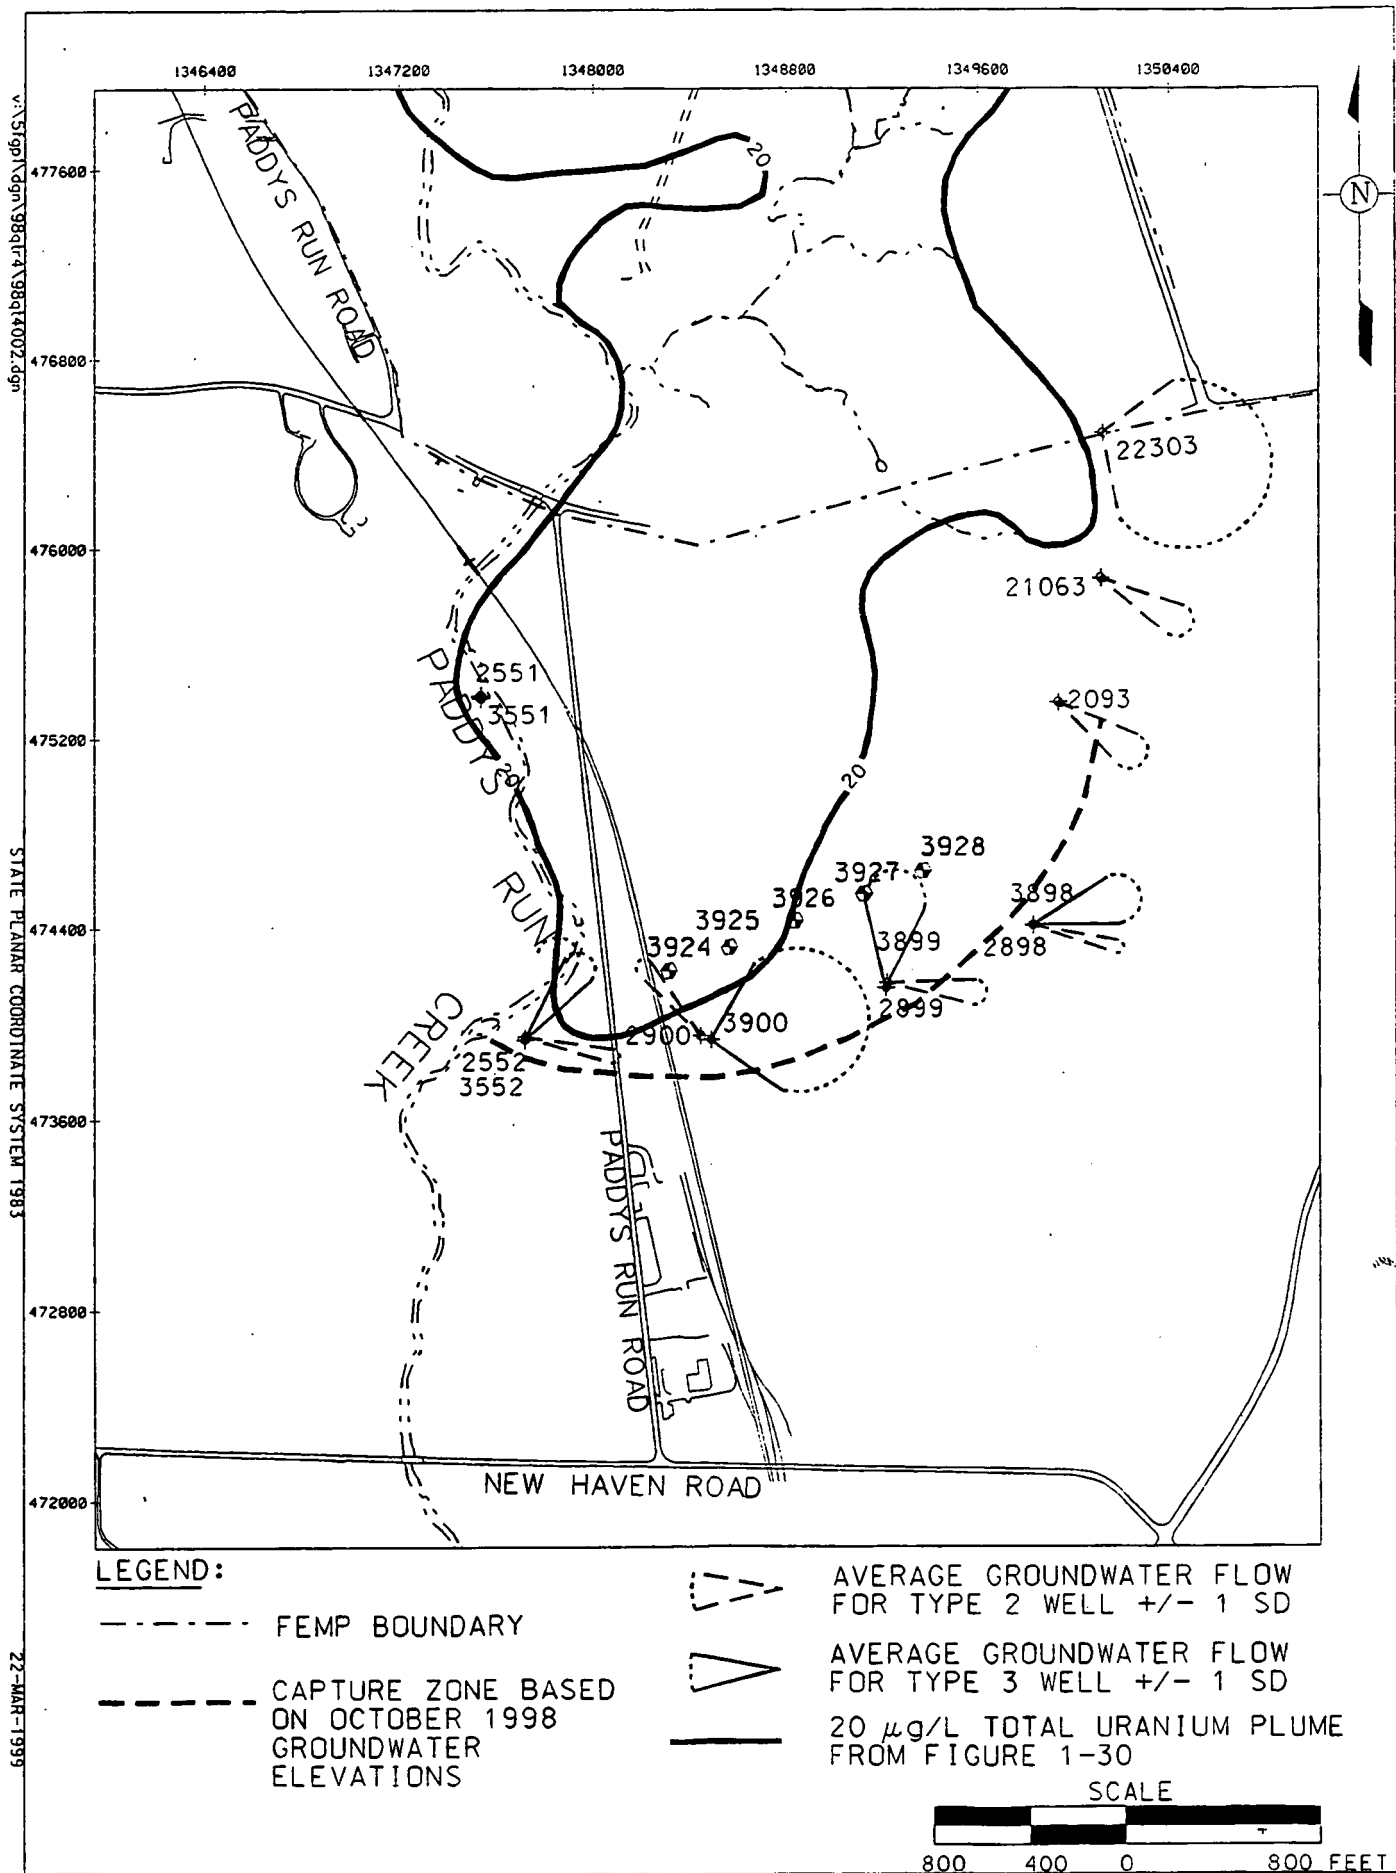 1346400 1347200 1348000 1348800 1349600 1350400
477600
476800
476000
475200
474400
473600
472800
472000
STATE PLANAR COORDINATE SYSTEM 1983
22-MAR-1999
N
PADDYS RUN ROAD
20
22303
21063
2551
3551
PADDYS RUN CREEK
20
2093
20
3928
3927
3926
3925
3924
3898
2898
3899
2899
2900
3900
2552
3552
PADDYS RUN ROAD
NEW HAVEN ROAD
LEGEND:
FEMP BOUNDARY
CAPTURE ZONE BASED
ON OCTOBER 1998
GROUNDWATER
ELEVATIONS
AVERAGE GROUNDWATER FLOW
FOR TYPE 2 WELL +/- 1 SD
AVERAGE GROUNDWATER FLOW
FOR TYPE 3 WELL +/- 1 SD
20 μg/L TOTAL URANIUM PLUME
FROM FIGURE 1-30
SCALE
800 400 0 800 FEET